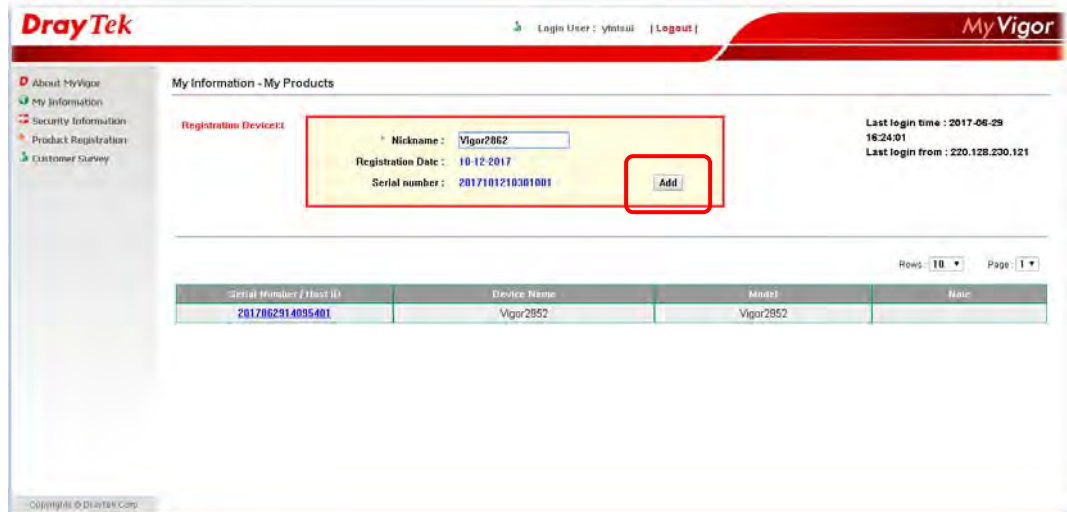 DrayTek
Login User : | Logout |
MyVigor
About MyVigor
My Information
Security Information
Product Registration
Customer Survey
My Information - My Products
Registration Device:
* Nickname : Vigor2862
Registration Date : 10-12-2017
Serial number : 2017101210301001
Add
Last login time : 2017-06-29
16:24:01
Last login from : 220.128.230.121
Rows : 10 Page : 1
Serial Number / Host ID Device Name Model Note
2017062914095401 Vigor2952 Vigor2952
Copyrights © DrayTek Corp.